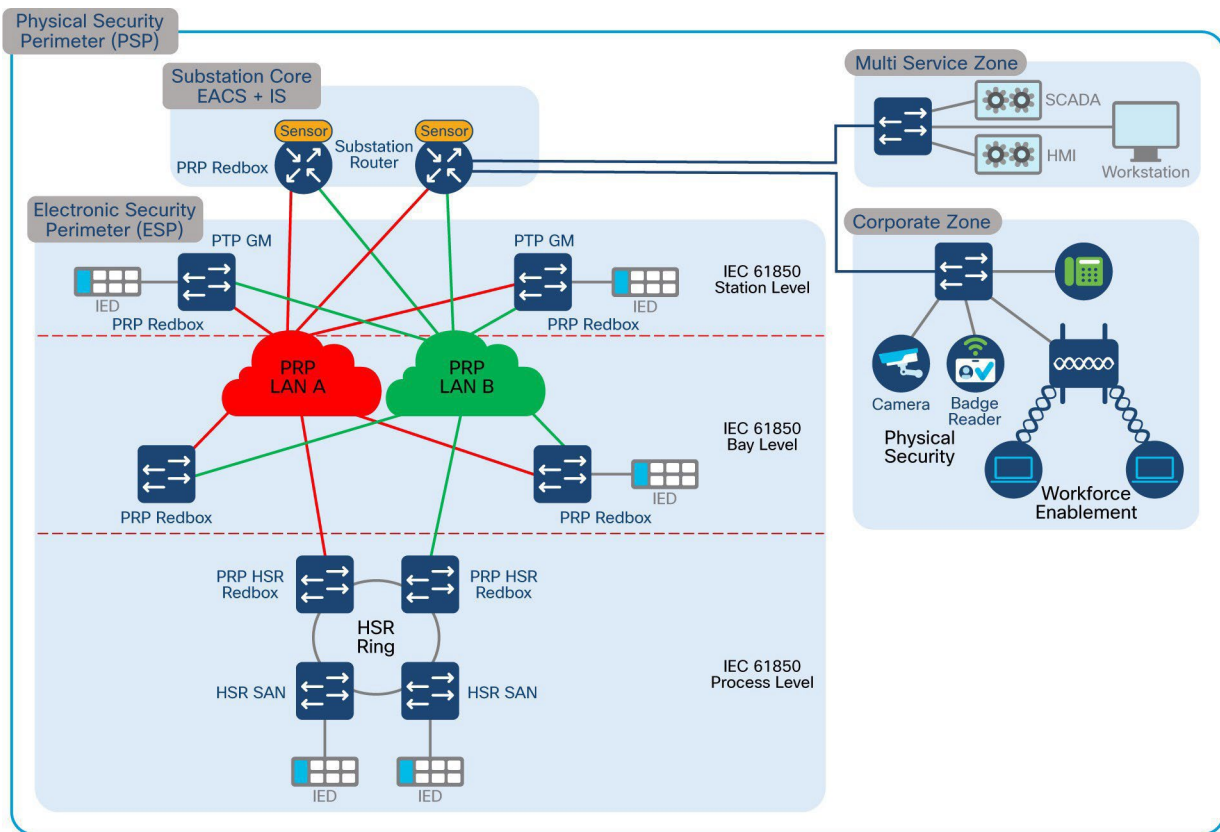 Physical Security
Perimeter (PSP)
Substation Core
EACS + IS
Sensor
Sensor
PRP Redbox
Substation
Router
Multi Service Zone
SCADA
HMI
Workstation
Electronic Security
Perimeter (ESP)
PTP GM
PTP GM
IED
IED
PRP Redbox
PRP Redbox
IEC 61850
Station Level
Corporate Zone
Camera
Badge
Reader
Physical
Security
Workforce
Enablement
PRP
LAN A
PRP
LAN B
IEC 61850
Bay Level
PRP Redbox
IED
PRP Redbox
PRP HSR
Redbox
PRP HSR
Redbox
HSR
Ring
IEC 61850
Process Level
HSR SAN
HSR SAN
IED
IED